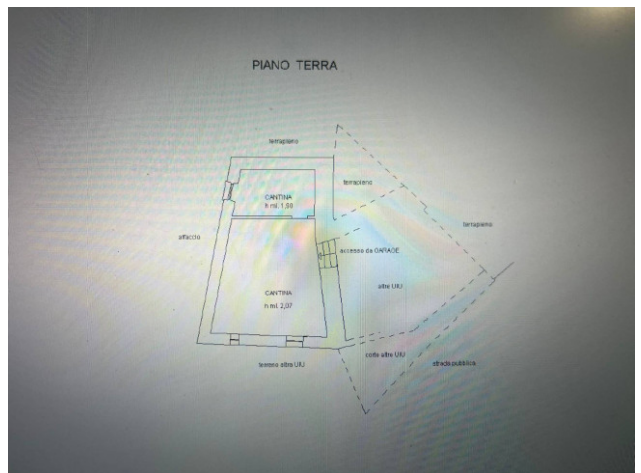 PIANO TERRA
terrapieno
terrapieno
CANTINA
h ml. 1,98
terrapieno
affaccio
accesso da GARAGE
altre UIU
CANTINA
h ml. 2,07
corte altre UIU
terreno altre UIU
strada pubblica